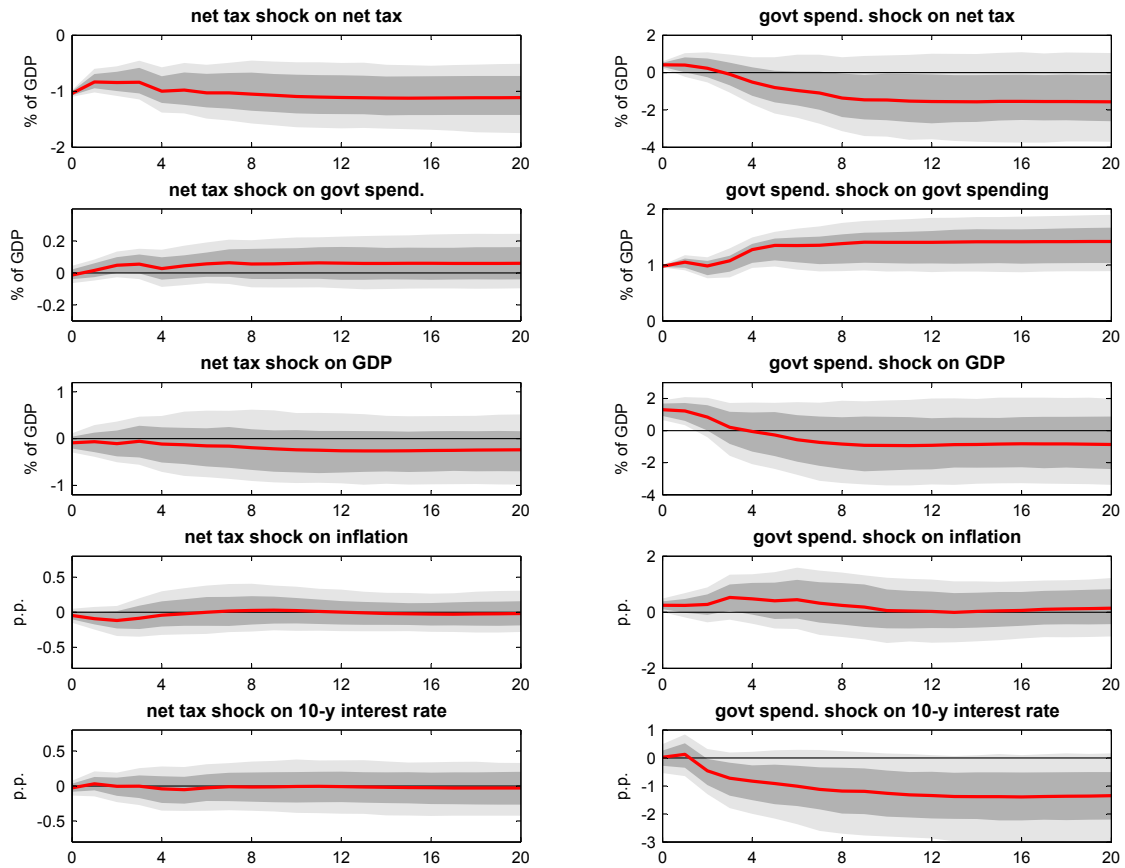 net tax shock on net tax
% of GDP
0
-1
-2
0 4 8 12 16 20
govt spend. shock on net tax
% of GDP
2
0
-2
-4
0 4 8 12 16 20
net tax shock on govt spend.
% of GDP
0.2
0
-0.2
0 4 8 12 16 20
govt spend. shock on govt spending
% of GDP
2
1
0
0 4 8 12 16 20
net tax shock on GDP
% of GDP
1
0
-1
0 4 8 12 16 20
govt spend. shock on GDP
% of GDP
2
0
-2
-4
0 4 8 12 16 20
net tax shock on inflation
p.p.
0.5
0
-0.5
0 4 8 12 16 20
govt spend. shock on inflation
p.p.
2
0
-2
0 4 8 12 16 20
net tax shock on 10-y interest rate
p.p.
0.5
0
-0.5
0 4 8 12 16 20
govt spend. shock on 10-y interest rate
p.p.
1
0
-1
-2
-3
0 4 8 12 16 20